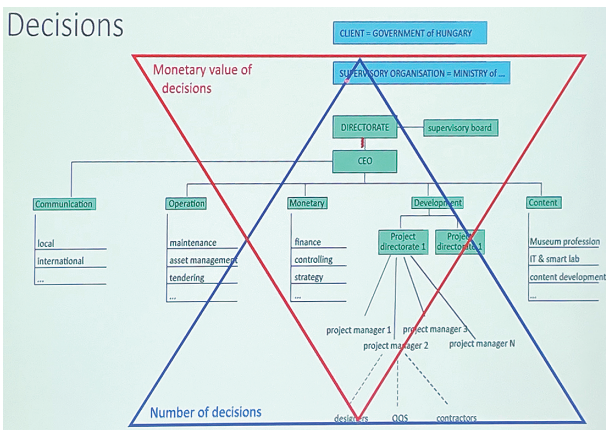 Decisions
CLIENT = GOVERNMENT of HUNGARY
Monetary value of
decisions
SUPERVISORY ORGANISATION = MINISTRY of ...
DIRECTORATE
supervisory board
CEO
Communication
Operation
Monetary
Development
Content
local
international
...
maintenance
asset management
tendering
...
finance
controlling
strategy
...
Project
directorate 1
Project
directorate 1
Museum profession
IT & smart lab
content development
...
project manager 1
project manager 2
project manager 3
project manager N
Number of decisions
designers
QQS
contractors